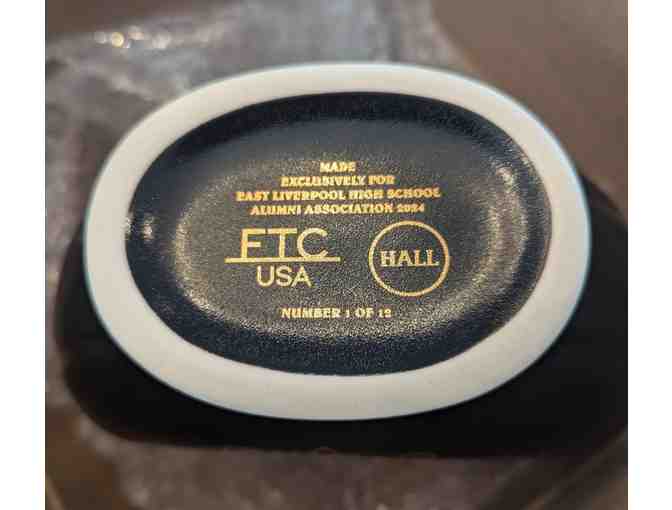 MADE
EXCLUSIVELY FOR
EAST LIVERPOOL HIGH SCHOOL
ALUMNI ASSOCIATION 2024
FTC
USA
HALL
NUMBER 1 OF 12